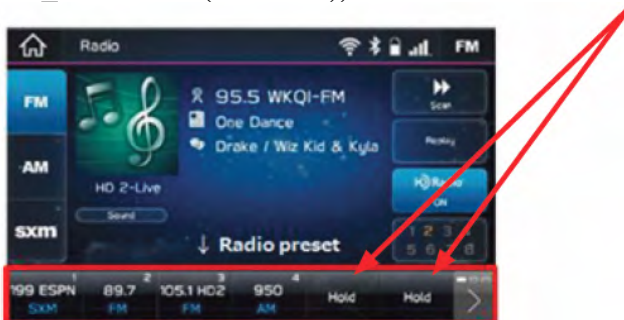 Radio
FM
FM
95.5 WKQI-FM
One Dance
Drake / Wiz Kid & Kyla
Scan
Replay
AM
HD 2-Live
HD Radio
ON
Sound
sxm
↓ Radio preset
1 2 3
5 6 7 8
1 2 3 4
199 ESPN 89.7 105.1 HD2 950 Hold Hold >
SXM FM FM AM